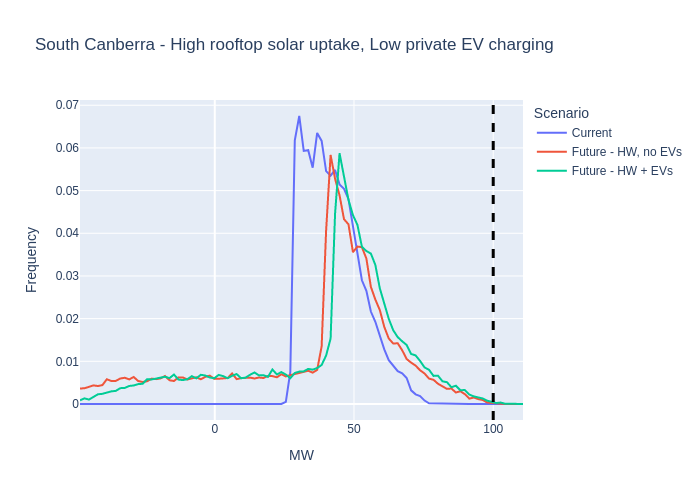 South Canberra - High rooftop solar uptake, Low private EV charging
Scenario
Current
Future - HW, no EVs
Future - HW + EVs
0.07
0.06
0.05
0.04
0.03
0.02
0.01
0
Frequency
0
50
100
MW